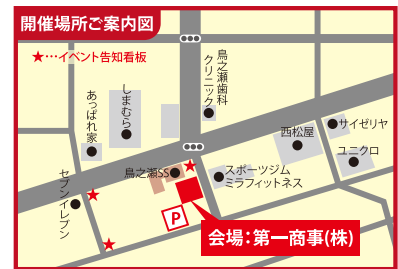 開催場所ご案内図
★…イベント告知看板
鳥之瀬歯科
クリニック
しまむら
あっぱれ家
西松屋
サイゼリヤ
ユニクロ
セブンイレブン
鳥之瀬SS
スポーツジム
ミラフィットネス
P
会場：第一商事(株)